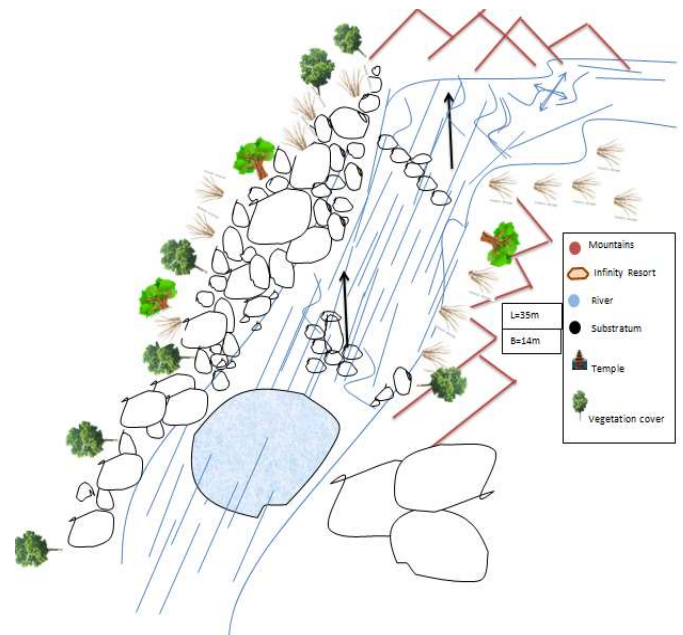 Mountains
Infinity Resort
L=35m
River
B=14m
Substratum
Temple
Vegetation cover